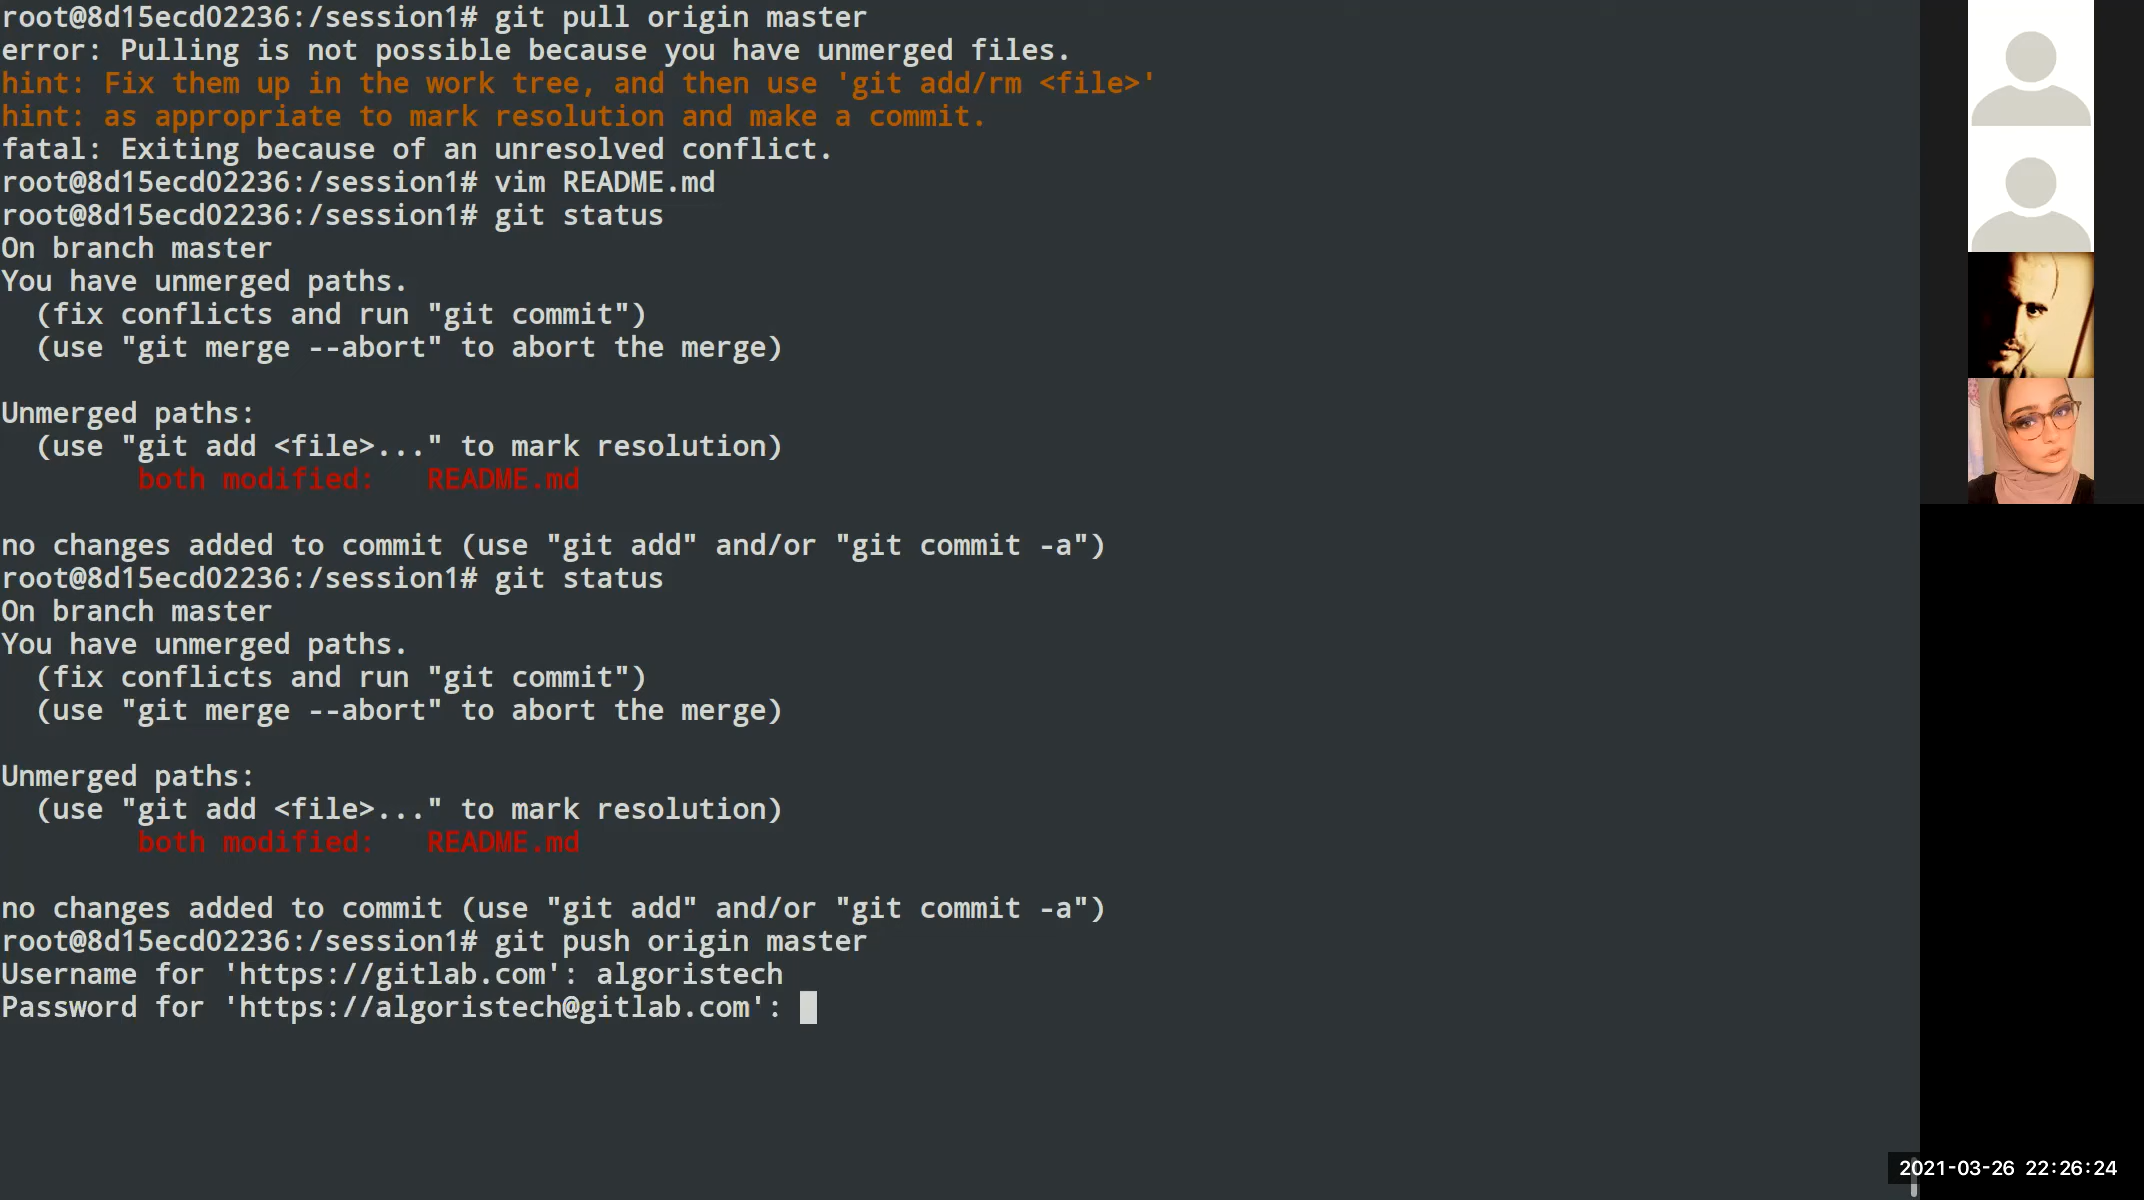 root@8d15ecd02236:/session1# git pull origin master
error: Pulling is not possible because you have unmerged files.
hint: Fix them up in the work tree, and then use 'git add/rm <file>'
hint: as appropriate to mark resolution and make a commit.
fatal: Exiting because of an unresolved conflict.
root@8d15ecd02236:/session1# vim README.md
root@8d15ecd02236:/session1# git status
On branch master
You have unmerged paths.
  (fix conflicts and run "git commit")
  (use "git merge --abort" to abort the merge)

Unmerged paths:
  (use "git add <file>..." to mark resolution)
        both modified:   README.md

no changes added to commit (use "git add" and/or "git commit -a")
root@8d15ecd02236:/session1# git status
On branch master
You have unmerged paths.
  (fix conflicts and run "git commit")
  (use "git merge --abort" to abort the merge)

Unmerged paths:
  (use "git add <file>..." to mark resolution)
        both modified:   README.md

no changes added to commit (use "git add" and/or "git commit -a")
root@8d15ecd02236:/session1# git push origin master
Username for 'https://gitlab.com': algoristech
Password for 'https://algoristech@gitlab.com':
2021-03-26 22:26:24